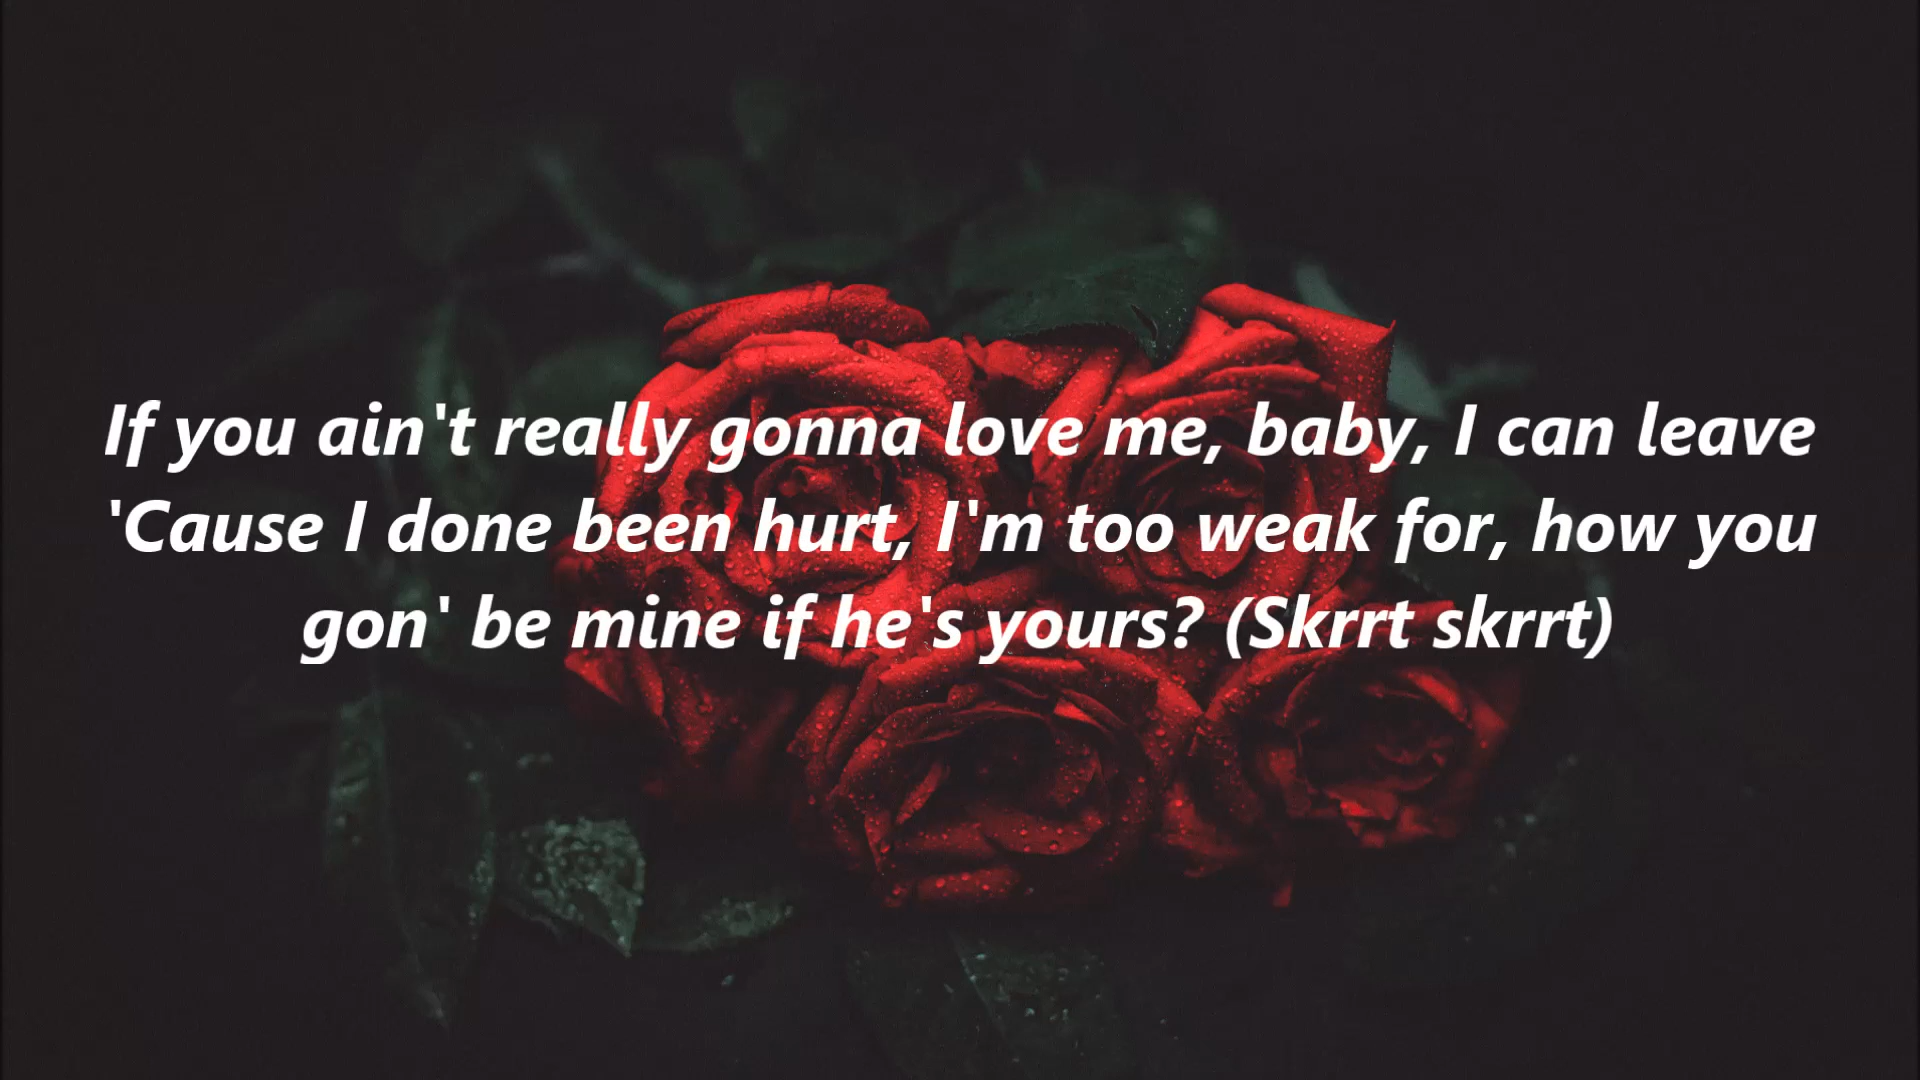 If you ain't really gonna love me, baby, I can leave
'Cause I done been hurt, I'm too weak for, how you
gon' be mine if he's yours? (Skrrt skrrt)